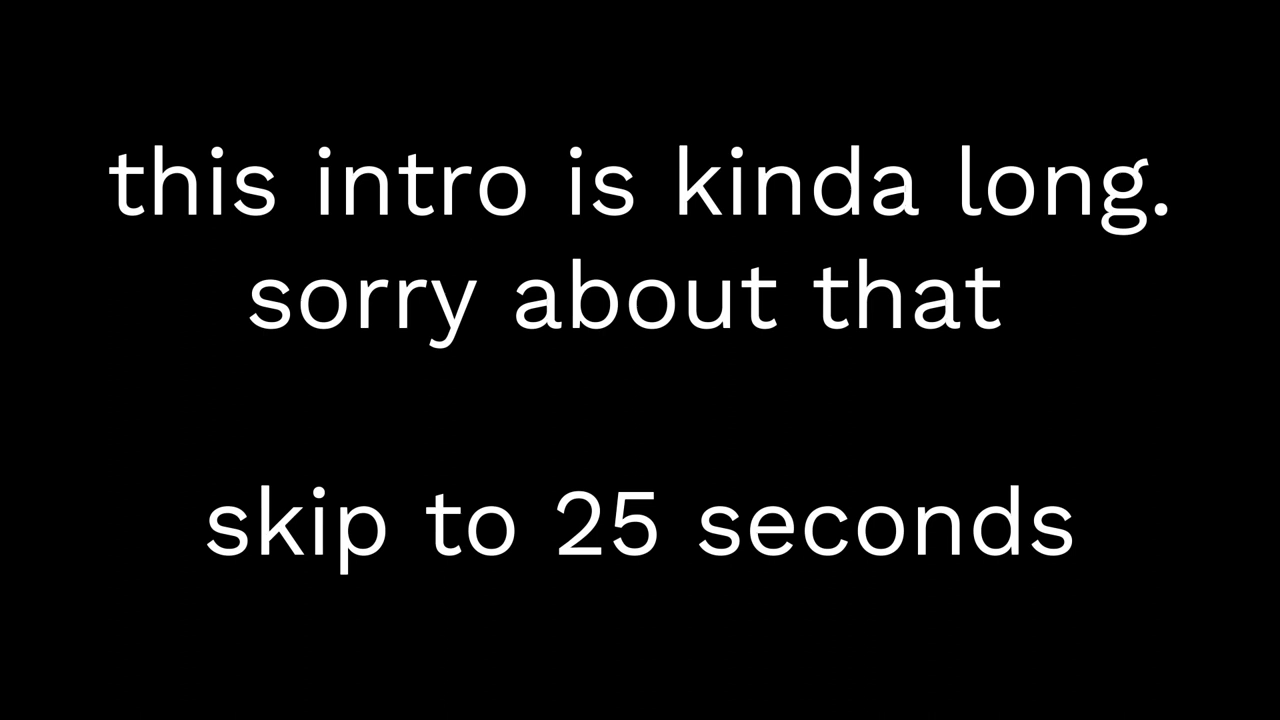 this intro is kinda long.
sorry about that
skip to 25 seconds